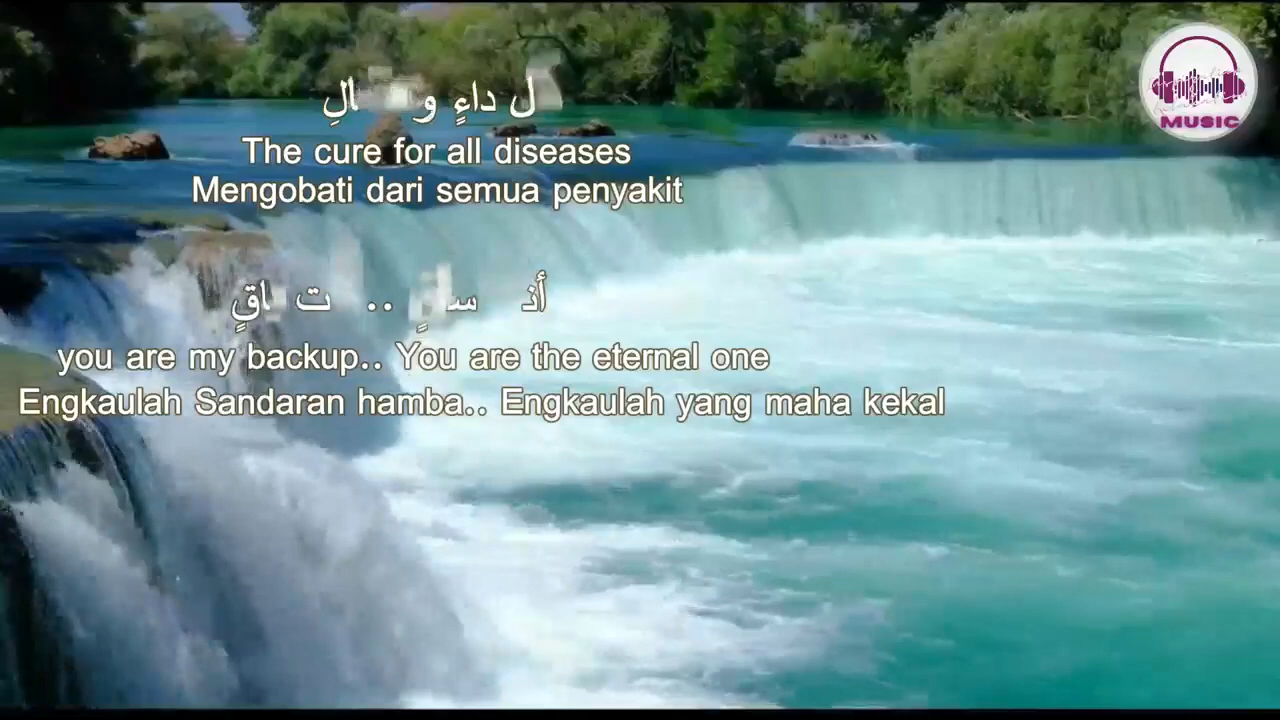 داءٍ
The cure for all diseases
Mengobati dari semua penyakit
you are my backup.. You are the eternal one
Engkaulah Sandaran hamba.. Engkaulah yang maha kekal
MUSIC